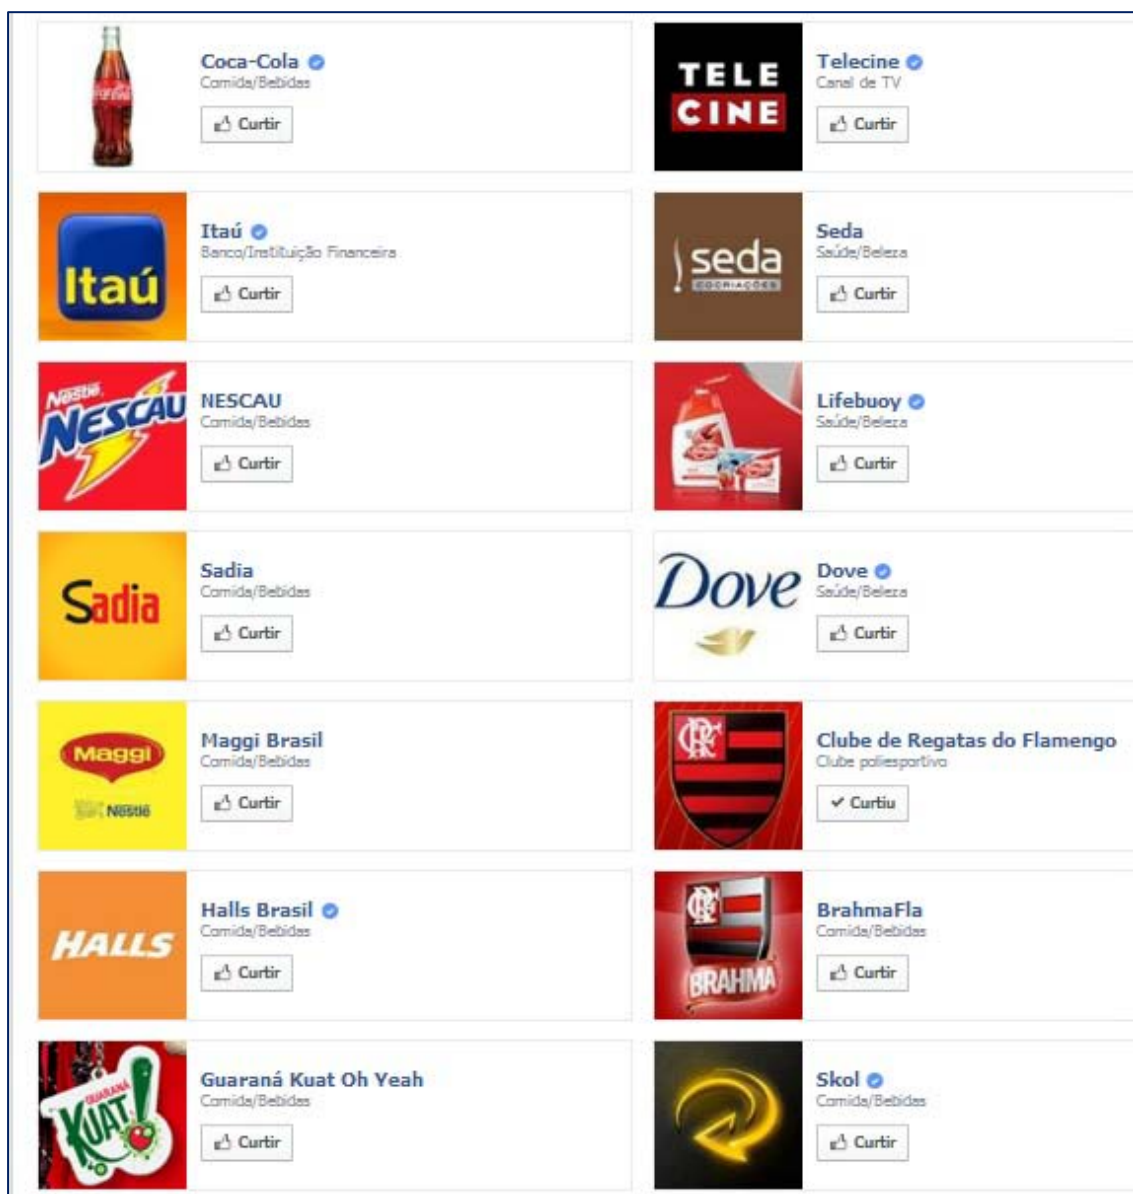 Coca-Cola
Comida/Bebidas
Curtir
TELE
CINE
Telecine
Canal de TV
Curtir
Itaú
Itaú
Banco/Instituição Financeira
Curtir
seda
COCRIAÇÕES
Seda
Saúde/Beleza
Curtir
Nestlé
NESCAU
NESCAU
Comida/Bebidas
Curtir
Lifebuoy
Saúde/Beleza
Curtir
Sadia
Sadia
Comida/Bebidas
Curtir
Dove
Dove
Saúde/Beleza
Curtir
Maggi
Nestlé
Maggi Brasil
Comida/Bebidas
Curtir
Clube de Regatas do Flamengo
Clube poliesportivo
Curtiu
HALLS
Halls Brasil
Comida/Bebidas
Curtir
BRAHMA
BrahmaFla
Comida/Bebidas
Curtir
GUARANÁ
KUAT!
Guaraná Kuat Oh Yeah
Comida/Bebidas
Curtir
Skol
Comida/Bebidas
Curtir